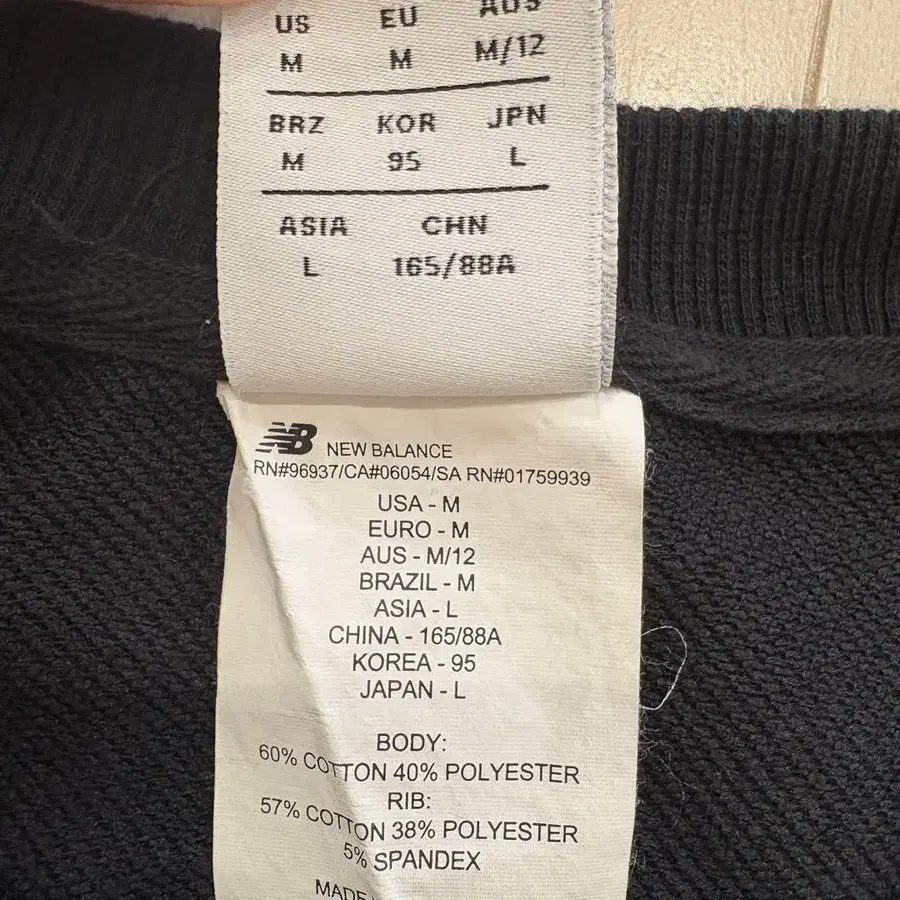 US EU AUS
M M M/12
BRZ KOR JPN
M 95 L
ASIA CHN
L 165/88A
NB NEW BALANCE
RN#96937/CA#06054/SA RN#01759939
USA - M
EURO - M
AUS - M/12
BRAZIL - M
ASIA - L
CHINA - 165/88A
KOREA - 95
JAPAN - L
BODY:
60% COTTON 40% POLYESTER
RIB:
57% COTTON 38% POLYESTER
5% SPANDEX
MADE